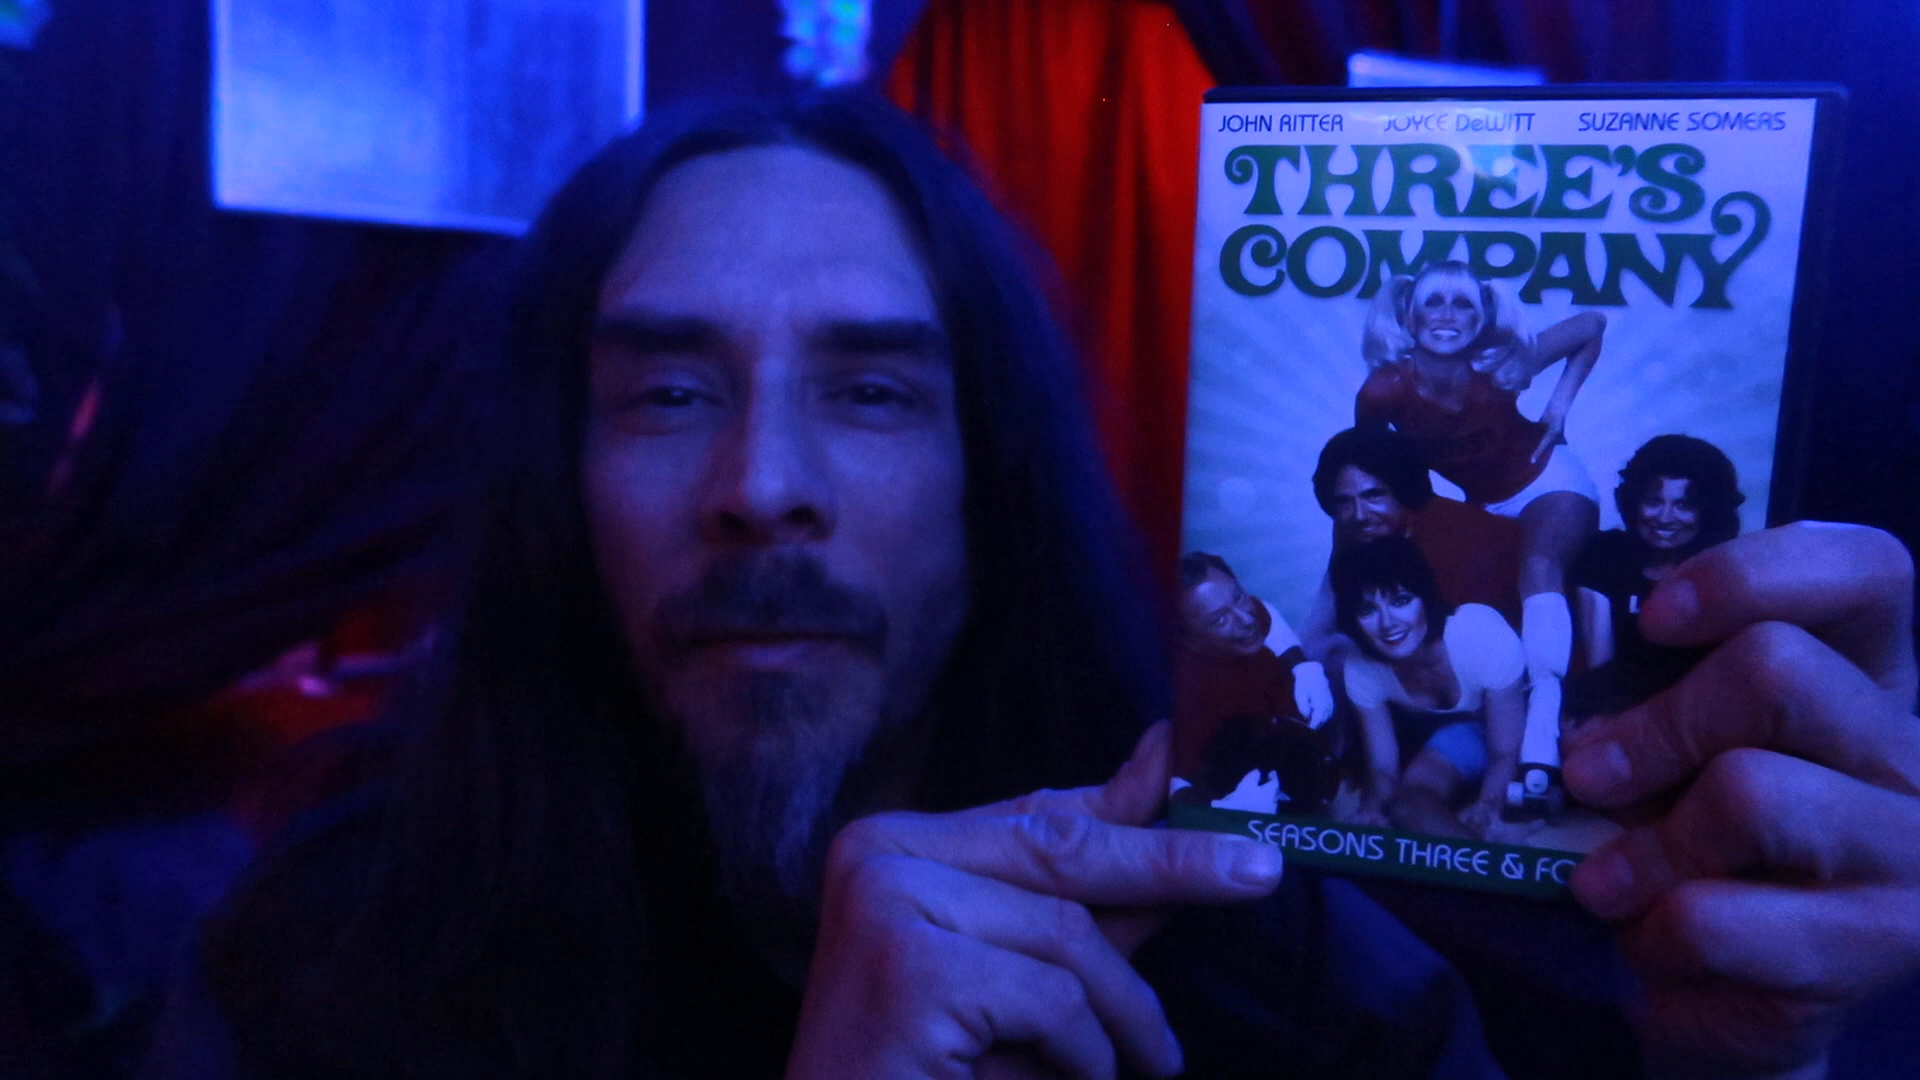 JOHN RITTER JOYCE DeWITT SUZANNE SOMERS
THREE'S
COMPANY
SEASONS THREE & FO